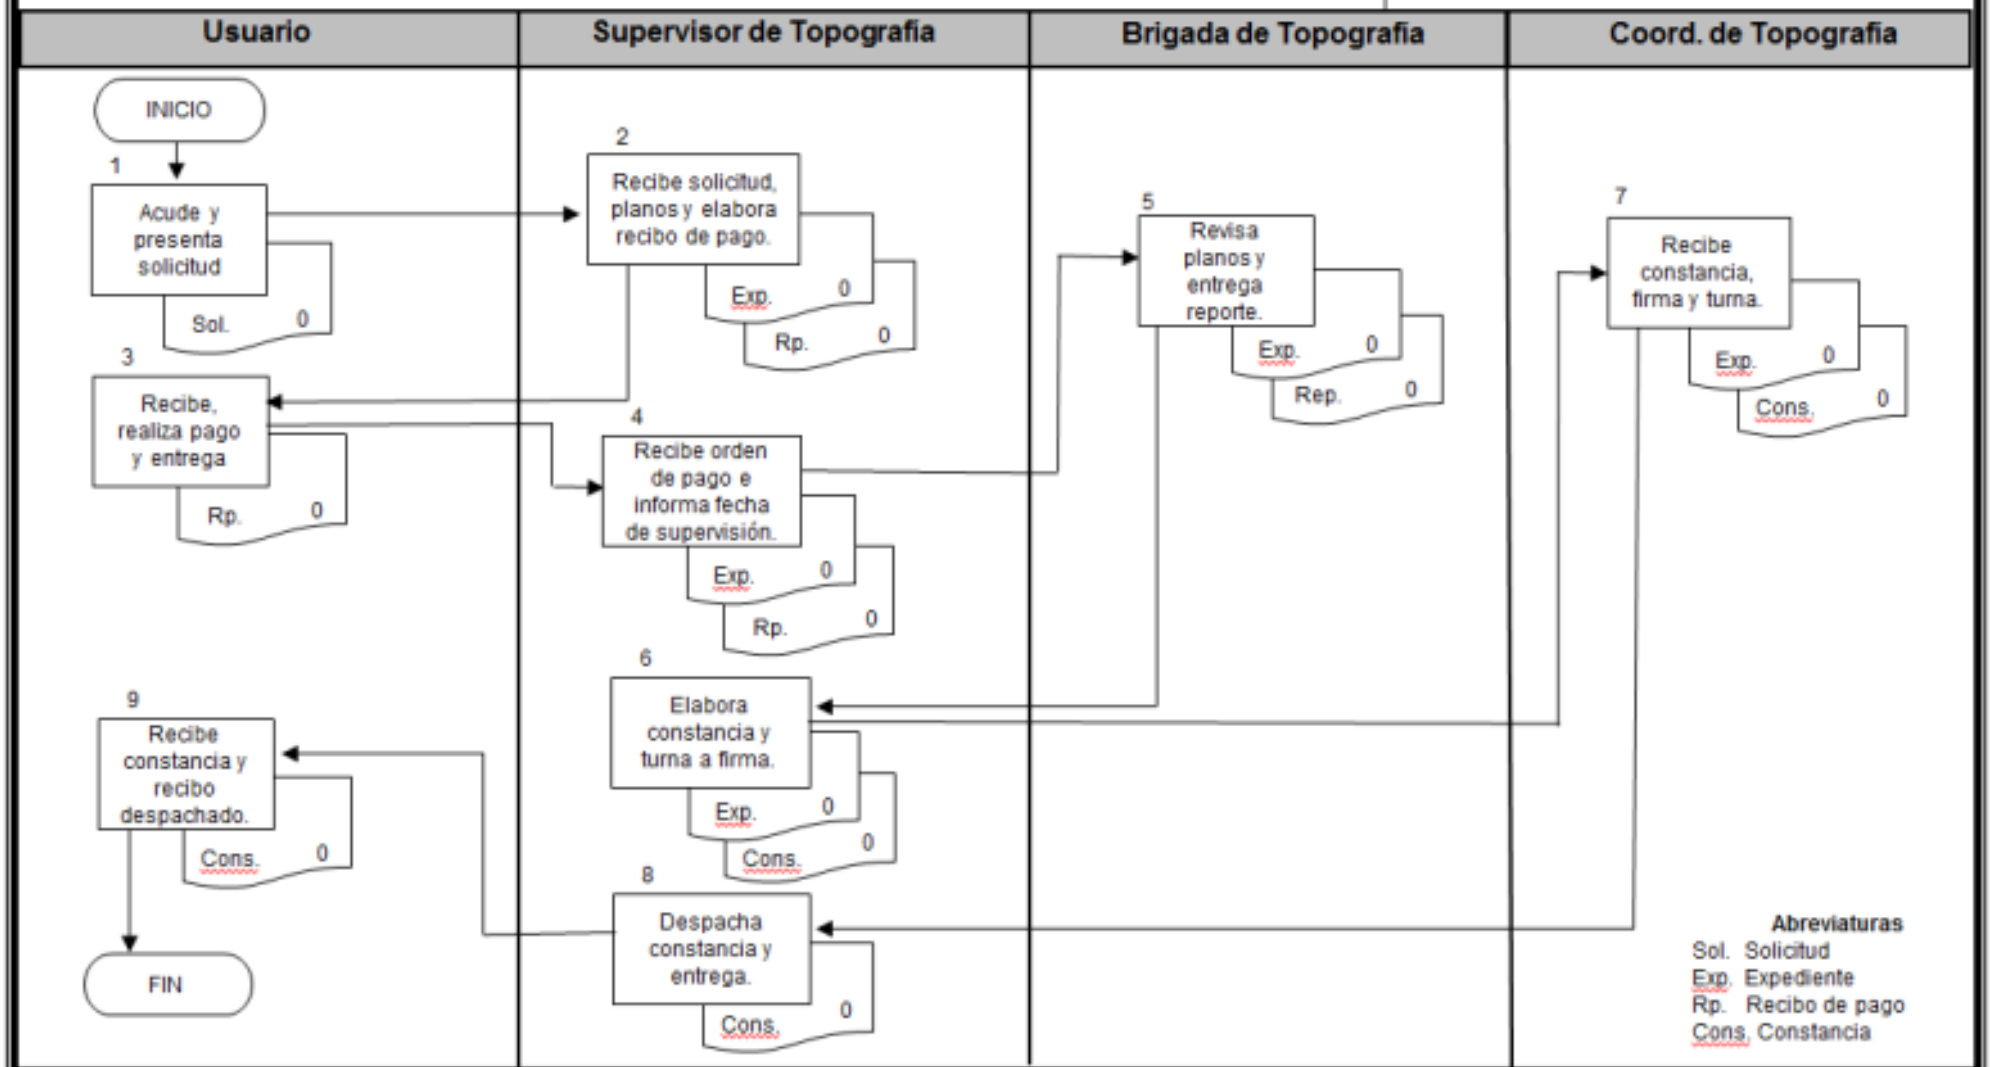 Usuario
Supervisor de Topografía
Brigada de Topografía
Coord. de Topografía
INICIO
1
Acude y
presenta
solicitud
Sol. 0
2
Recibe solicitud,
planos y elabora
recibo de pago.
Exp. 0
Rp. 0
3
Recibe,
realiza pago
y entrega
Rp. 0
4
Recibe orden
de pago e
informa fecha
de supervisión.
Exp. 0
Rp. 0
5
Revisa
planos y
entrega
reporte.
Exp. 0
Rep. 0
6
Elabora
constancia y
turna a firma.
Exp. 0
Cons. 0
7
Recibe
constancia,
firma y turna.
Exp. 0
Cons. 0
8
Despacha
constancia y
entrega.
Cons. 0
9
Recibe
constancia y
recibo
despachado.
Cons. 0
FIN
Abreviaturas
Sol. Solicitud
Exp. Expediente
Rp. Recibo de pago
Cons. Constancia